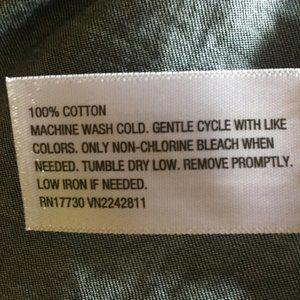 100% COTTON
MACHINE WASH COLD. GENTLE CYCLE WITH LIKE
COLORS. ONLY NON-CHLORINE BLEACH WHEN
NEEDED. TUMBLE DRY LOW. REMOVE PROMPTLY.
LOW IRON IF NEEDED.
RN17730 VN2242811